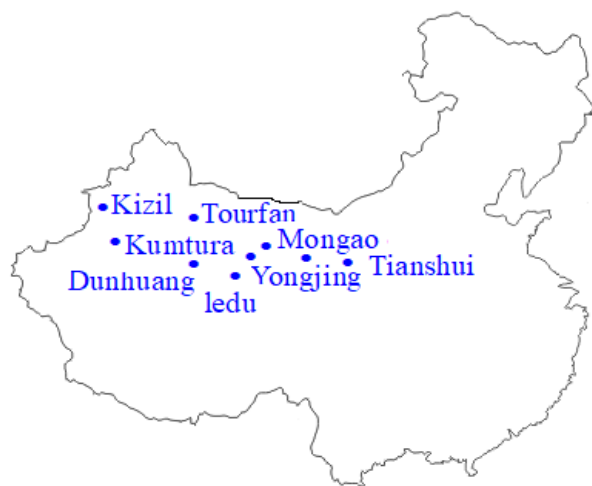 Kizil
Tourfan
Kumtura
Mongao
Dunhuang
Yongjing
Tianshui
ledu